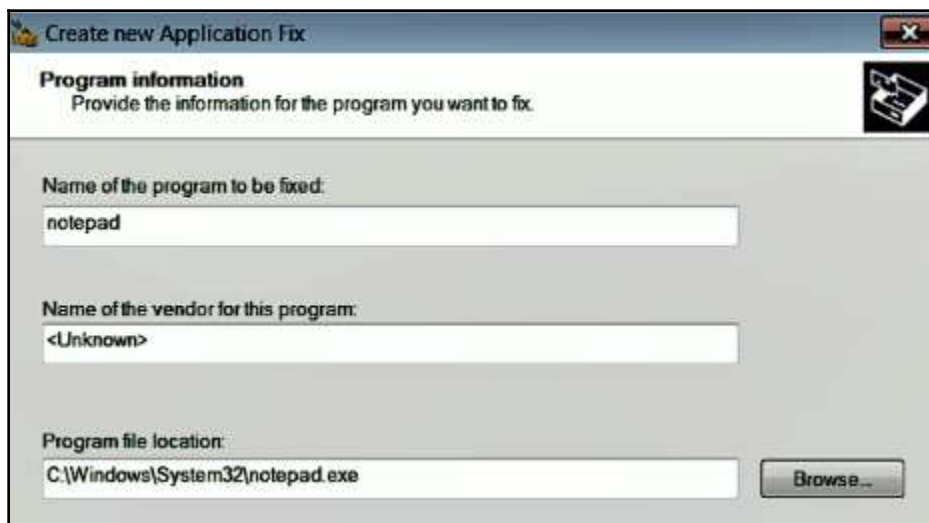 Create new Application Fix
Program information
Provide the information for the program you want to fix.
Name of the program to be fixed:
notepad
Name of the vendor for this program:
<Unknown>
Program file location:
C:\Windows\System32\notepad.exe
Browse...